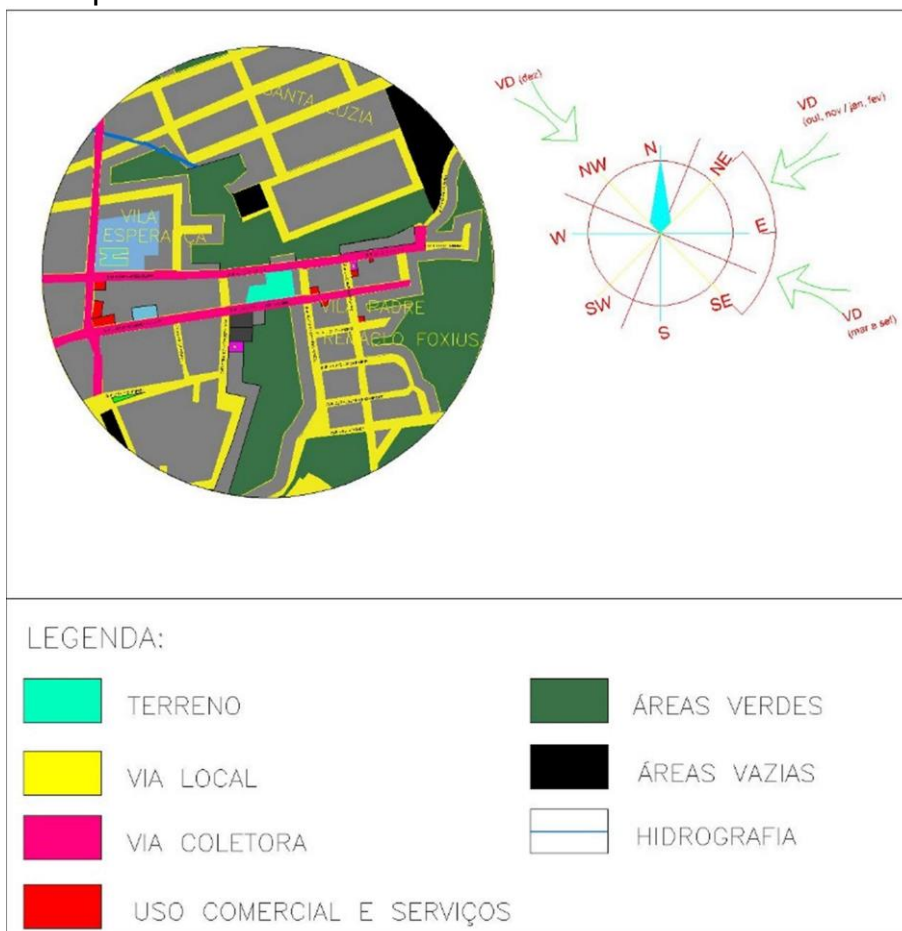 VD (dez)
VD
(out, nov / jan, fev)
N
NW
NE
W
E
SW
SE
S
VD
(mar e set)
SANTA LUZIA
VILA
ESPERANÇA
VILA PADRE
REMACLO FOXIUS
LEGENDA:
TERRENO
VIA LOCAL
VIA COLETORA
USO COMERCIAL E SERVIÇOS
ÁREAS VERDES
ÁREAS VAZIAS
HIDROGRAFIA